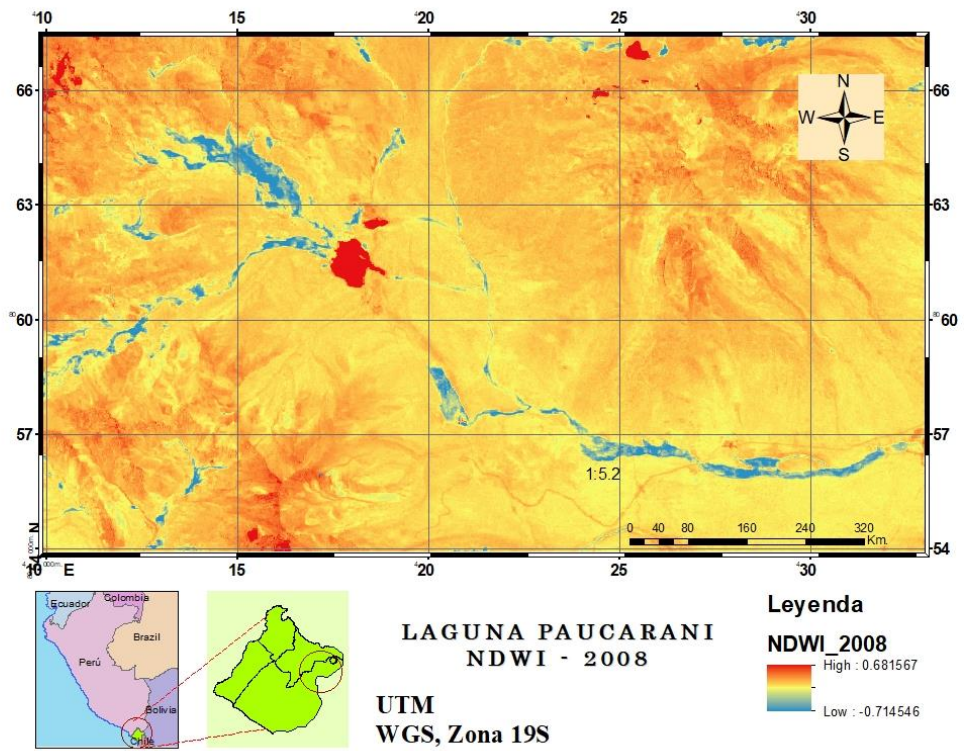 ⁴10 15 20 25 ⁴30
66 66
N
W E
S
63 63
60 60
57 57
1:5.2
0 40 80 160 240 320
Km.
54
E
10 15 20 25 30
Ecuador
Colombia
Brazil
Perú
Bolivia
Chile
LAGUNA PAUCARANI
NDWI - 2008
UTM
WGS, Zona 19S
Leyenda
NDWI_2008
High : 0.681567
Low : -0.714546